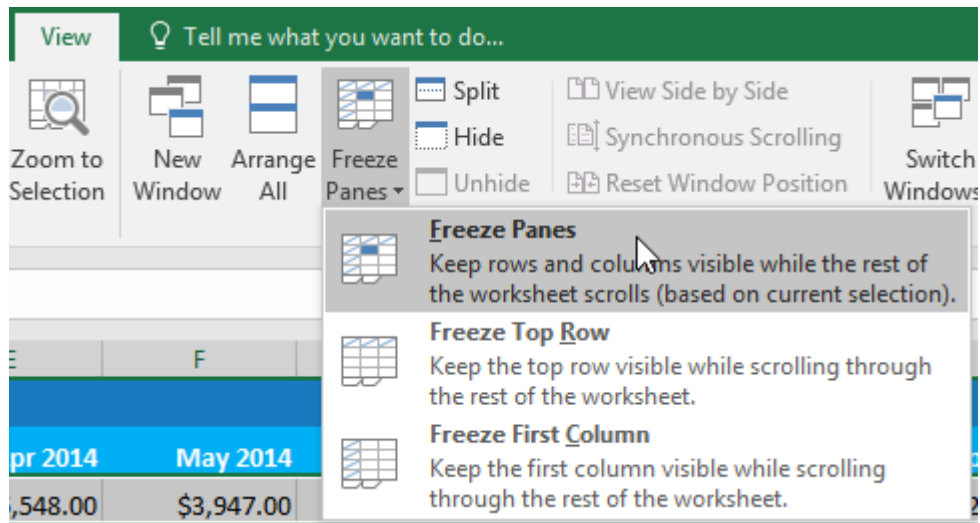 View
Tell me what you want to do...
Zoom to
Selection
New
Window
Arrange
All
Freeze
Panes
Split
Hide
Unhide
View Side by Side
Synchronous Scrolling
Reset Window Position
Switch
Windows
Freeze Panes
Keep rows and columns visible while the rest of
the worksheet scrolls (based on current selection).
Freeze Top Row
Keep the top row visible while scrolling through
the rest of the worksheet.
Freeze First Column
Keep the first column visible while scrolling
through the rest of the worksheet.
E F
pr 2014 May 2014
,548.00 $3,947.00